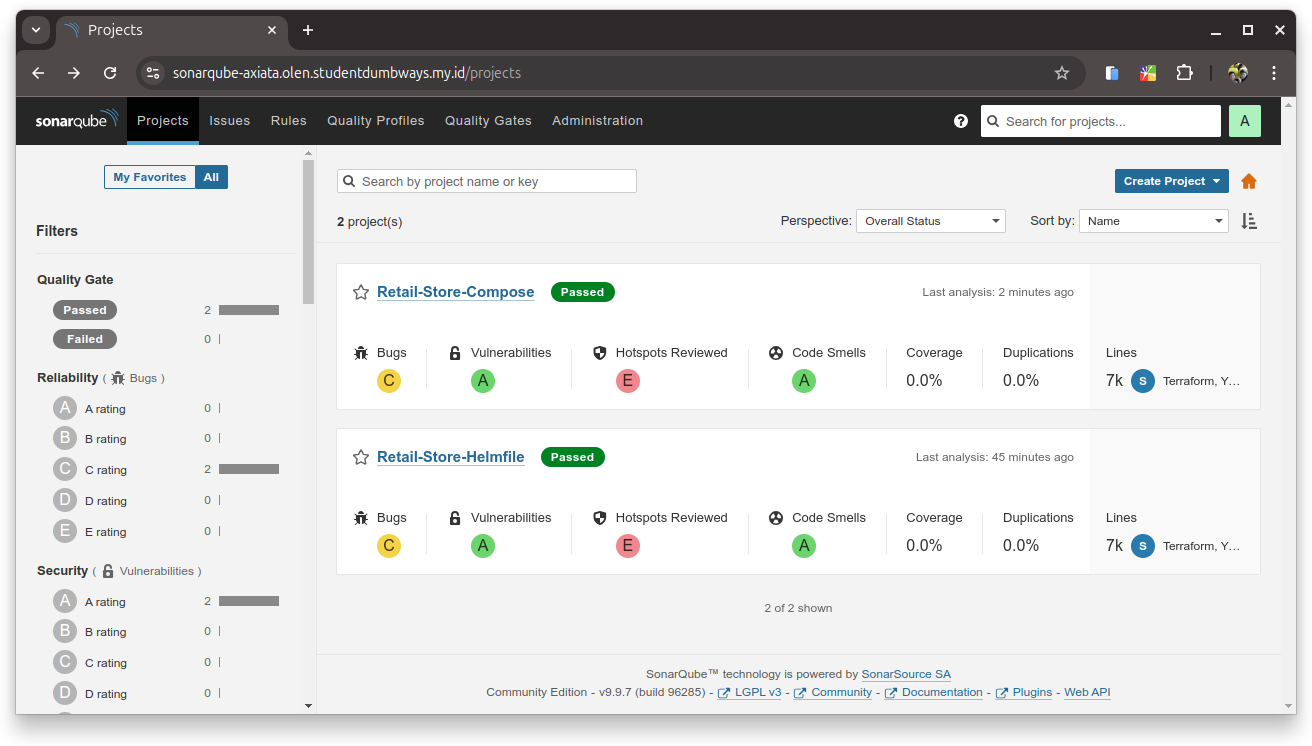 Projects
sonarqube-axiata.olen.studentdumbways.my.id/projects
sonarqube Projects Issues Rules Quality Profiles Quality Gates Administration Search for projects... A
My Favorites All
Search by project name or key
Create Project
2 project(s)
Perspective: Overall Status
Sort by: Name
Filters
Quality Gate
Passed 2
Failed 0
Reliability ( Bugs )
A A rating 0
B B rating 0
C C rating 2
D D rating 0
E E rating 0
Security ( Vulnerabilities )
A A rating 2
B B rating 0
C C rating 0
D D rating 0
Retail-Store-Compose Passed Last analysis: 2 minutes ago
Bugs Vulnerabilities Hotspots Reviewed Code Smells Coverage Duplications Lines
C A E A 0.0% 0.0% 7k S Terraform, Y...
Retail-Store-Helmfile Passed Last analysis: 45 minutes ago
Bugs Vulnerabilities Hotspots Reviewed Code Smells Coverage Duplications Lines
C A E A 0.0% 0.0% 7k S Terraform, Y...
2 of 2 shown
SonarQube™ technology is powered by SonarSource SA
Community Edition - v9.9.7 (build 96285) - LGPL v3 - Community - Documentation - Plugins - Web API